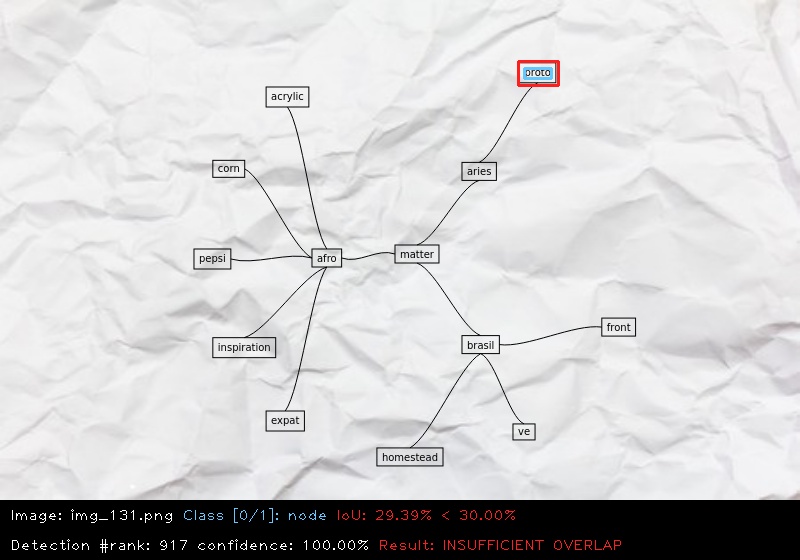 proto
acrylic
corn
aries
pepsi
afro
matter
front
inspiration
brasil
expat
ve
homestead
Image: img_131.png Class [0/1]: node IoU: 29.39% < 30.00%
Detection #rank: 917 confidence: 100.00% Result: INSUFFICIENT OVERLAP